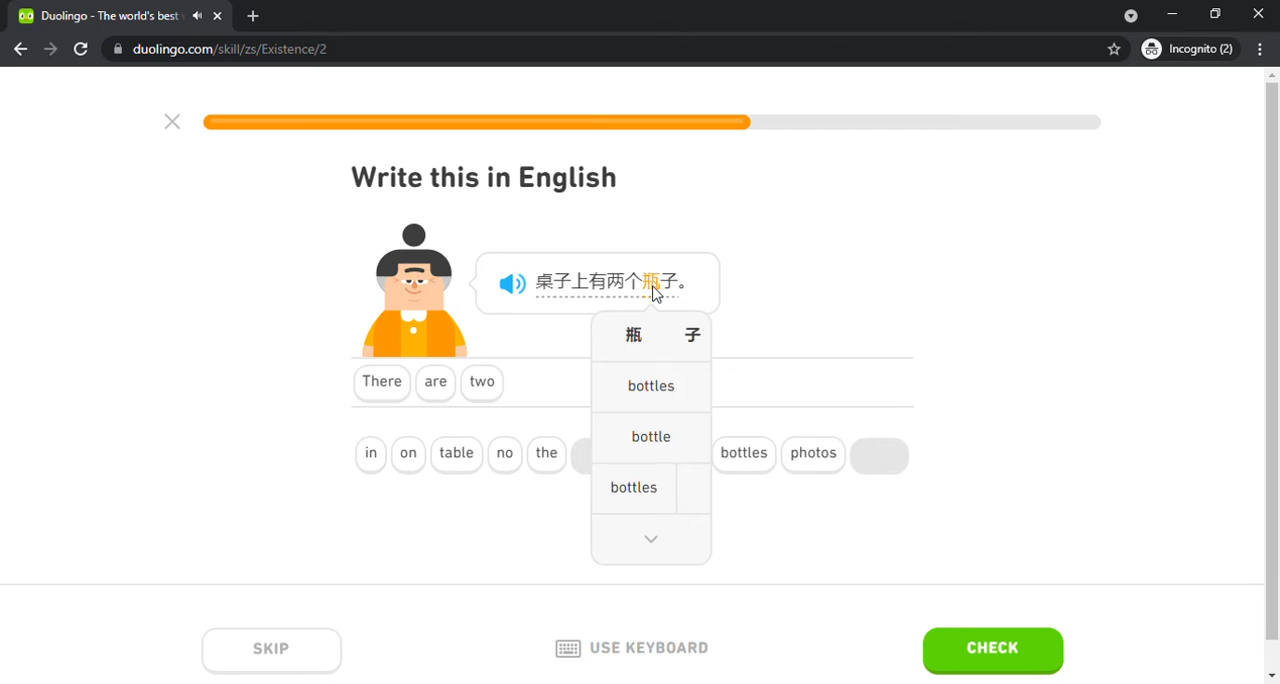 Duolingo - The world's best
duolingo.com/skill/zs/Existence/2
Incognito (2)
Write this in English
桌子上有两个瓶子。
瓶 子
bottles
bottle
bottles
There are two
in on table no the bottles photos
SKIP
USE KEYBOARD
CHECK